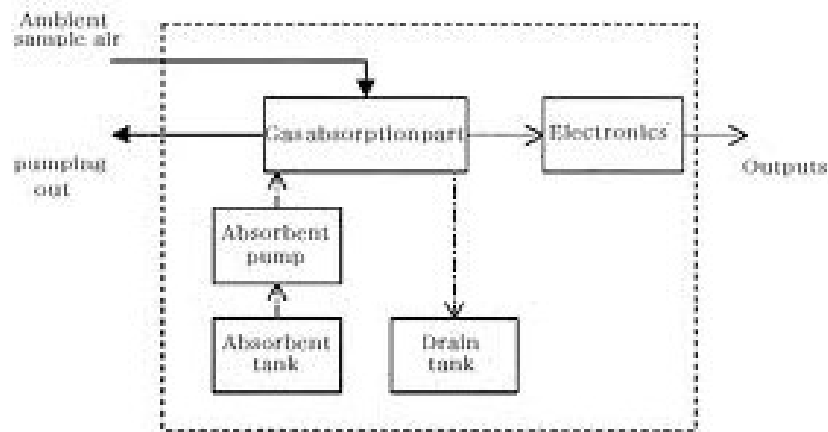 Ambient
sample air
Gasabsorptionpart
Electronics
pumping
out
Outputs
Absorbent
pump
Absorbent
tank
Drain
tank